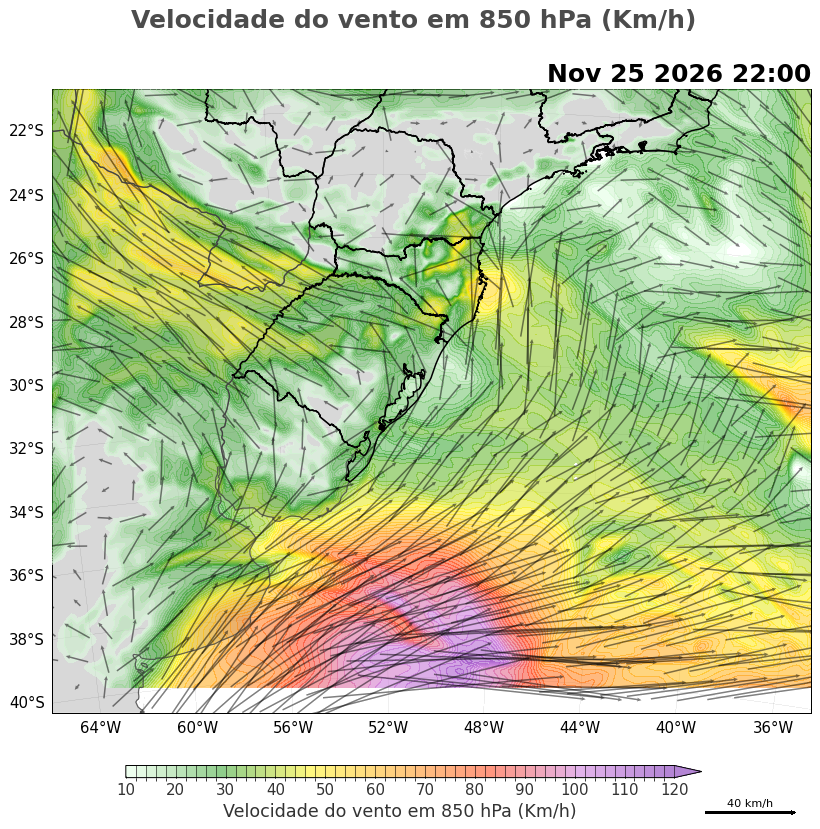 Velocidade do vento em 850 hPa (Km/h)
Nov 25 2026 22:00
22°S
24°S
26°S
28°S
30°S
32°S
34°S
36°S
38°S
40°S
64°W 60°W 56°W 52°W 48°W 44°W 40°W 36°W
10 20 30 40 50 60 70 80 90 100 110 120
Velocidade do vento em 850 hPa (Km/h)
40 km/h